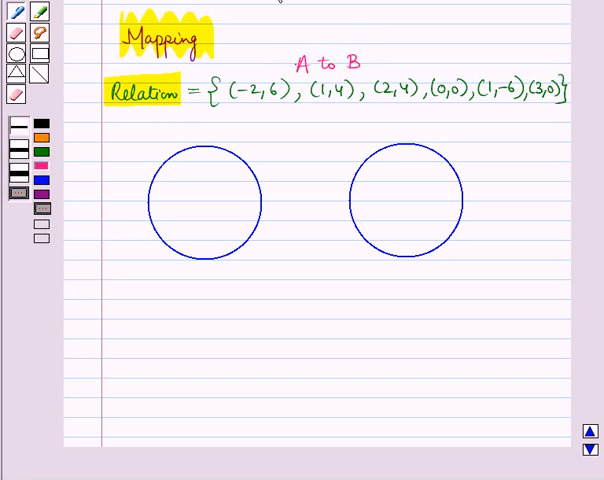 Mapping
A to B
Relation = { (-2,6), (1,4), (2,4), (0,0), (1,-6), (3,0)}